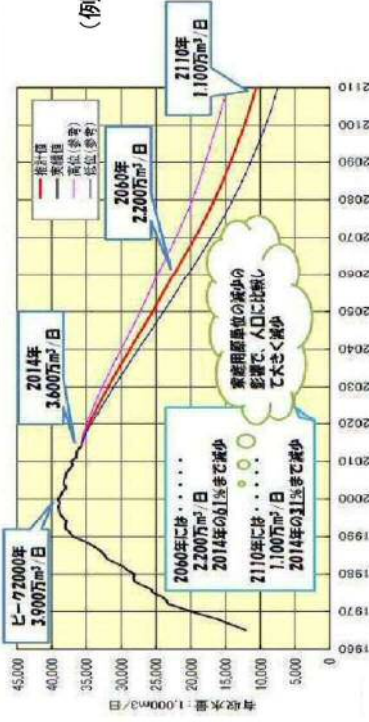 (例
ピーク2000年
3.900万m³/日
2014年
3.600万m³/日
推計値
実績値
高位(参考)
低位(参考)
2060年
2.200万m³/日
2110年
1.100万m³/日
2060年には・・・・・・
2.200万m³/日
2014年の61%まで減少
2110年には・・・・・・
1.100万m³/日
2014年の31%まで減少
家庭用原単位の減少の
影響で、人口に比較し
て大きく減少
有収水量:1,000m3/日
45,000
40,000
35,000
30,000
25,000
20,000
15,000
10,000
5,000
0
1960
1970
1980
1990
2000
2010
2020
2030
2040
2050
2060
2070
2080
2090
2100
2110